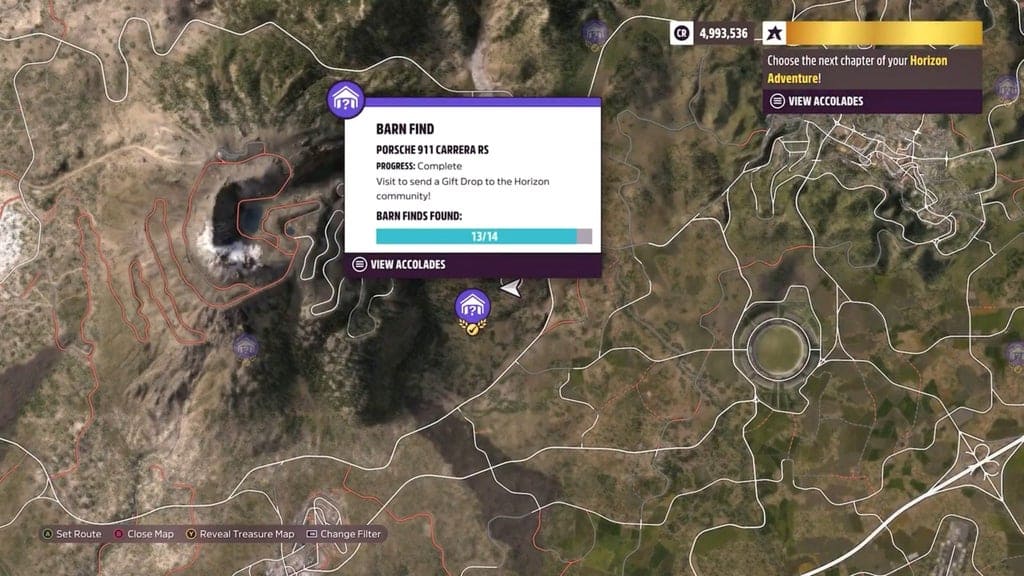 CR 4,993,536
Choose the next chapter of your Horizon
Adventure!
VIEW ACCOLADES
?
BARN FIND
PORSCHE 911 CARRERA RS
PROGRESS: Complete
Visit to send a Gift Drop to the Horizon
community!
BARN FINDS FOUND:
13/14
VIEW ACCOLADES
?
A Set Route B Close Map Y Reveal Treasure Map Change Filter